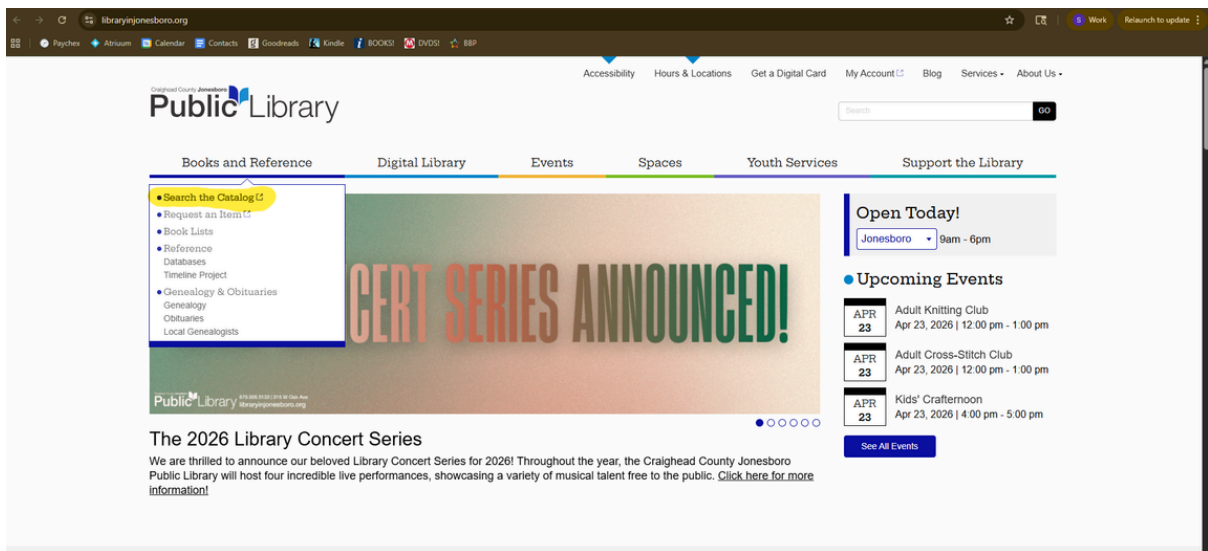 libraryinjonesboro.org
S Work Relaunch to update
Paychex Atriuum Calendar Contacts Goodreads Kindle BOOKS! DVDS! BBP
Accessibility Hours & Locations Get a Digital Card My Account Blog Services About Us
Craighead County Jonesboro
Public Library
Search GO
Books and Reference Digital Library Events Spaces Youth Services Support the Library
Search the Catalog
Request an Item
Book Lists
Reference
Databases
Timeline Project
Genealogy & Obituaries
Genealogy
Obituaries
Local Genealogists
CERT SERIES ANNOUNCED!
Public Library
libraryinjonesboro.org
The 2026 Library Concert Series
We are thrilled to announce our beloved Library Concert Series for 2026! Throughout the year, the Craighead County Jonesboro
Public Library will host four incredible live performances, showcasing a variety of musical talent free to the public. Click here for more
information!
Open Today!
Jonesboro 9am - 6pm
Upcoming Events
APR
23
Adult Knitting Club
Apr 23, 2026 | 12:00 pm - 1:00 pm
APR
23
Adult Cross-Stitch Club
Apr 23, 2026 | 12:00 pm - 1:00 pm
APR
23
Kids' Crafternoon
Apr 23, 2026 | 4:00 pm - 5:00 pm
See All Events